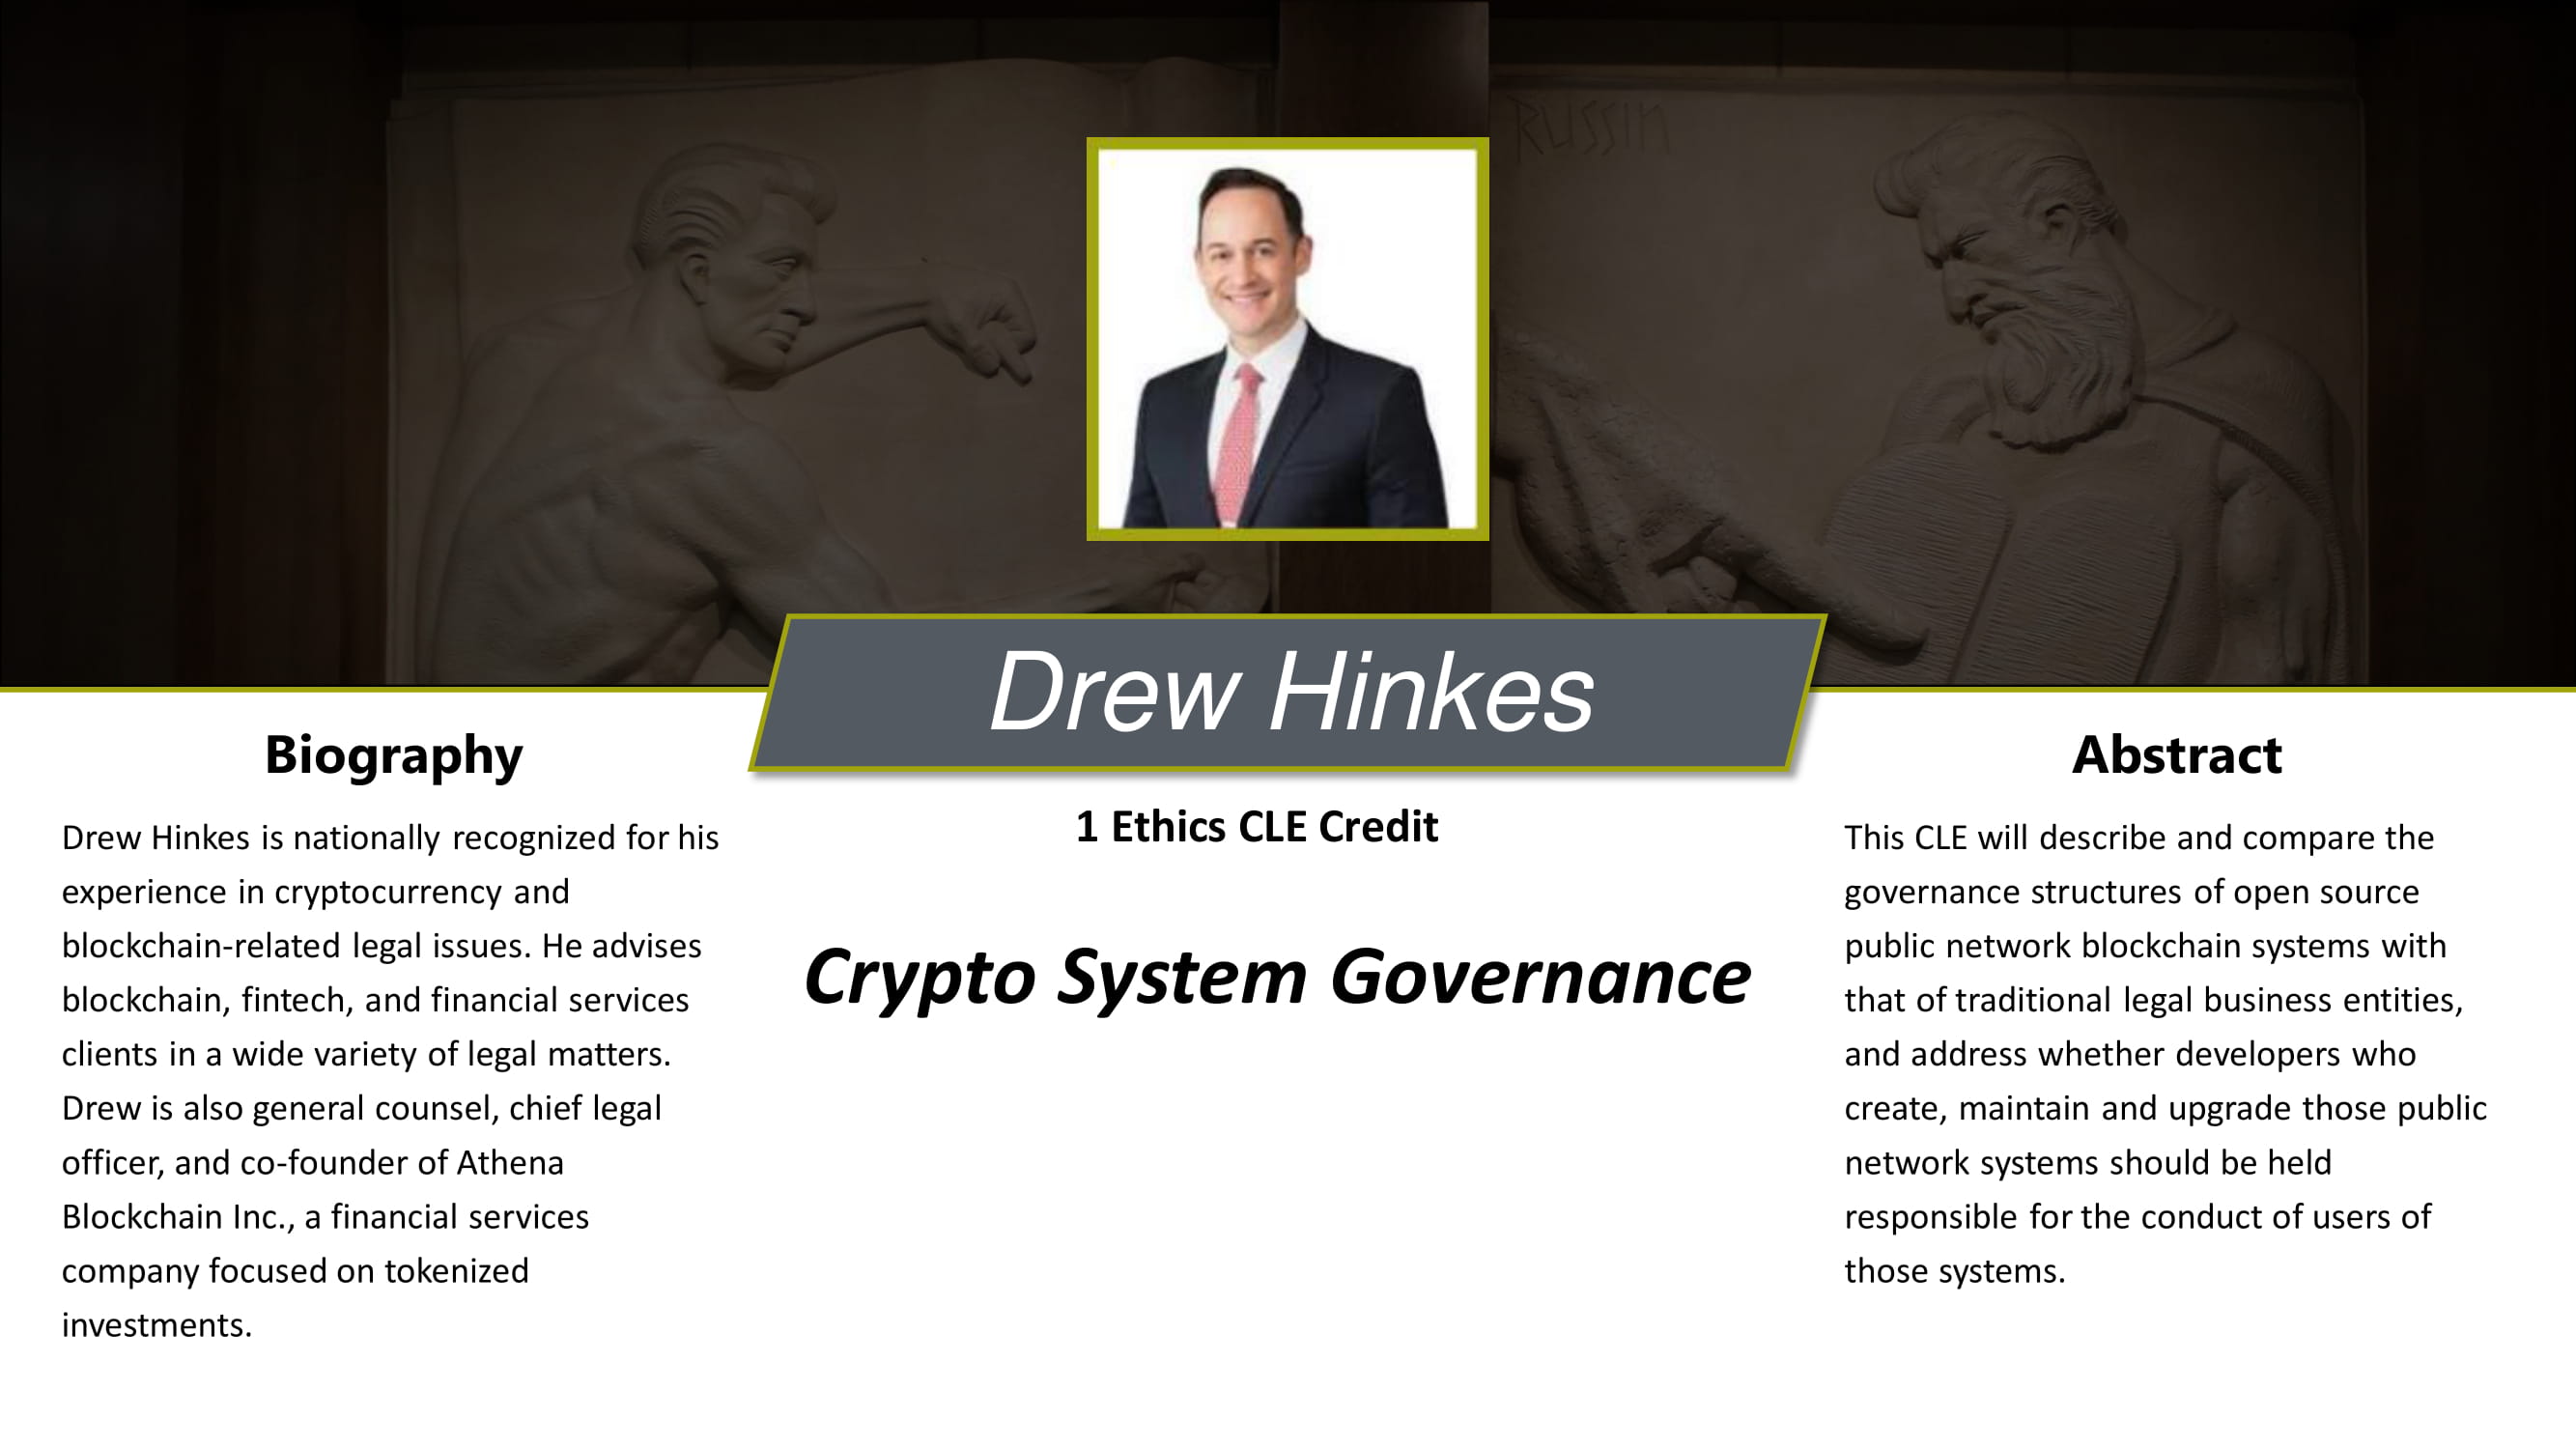 RUSSIN
Drew Hinkes
Biography
Drew Hinkes is nationally recognized for his
experience in cryptocurrency and
blockchain-related legal issues. He advises
blockchain, fintech, and financial services
clients in a wide variety of legal matters.
Drew is also general counsel, chief legal
officer, and co-founder of Athena
Blockchain Inc., a financial services
company focused on tokenized
investments.
1 Ethics CLE Credit
Crypto System Governance
Abstract
This CLE will describe and compare the
governance structures of open source
public network blockchain systems with
that of traditional legal business entities,
and address whether developers who
create, maintain and upgrade those public
network systems should be held
responsible for the conduct of users of
those systems.